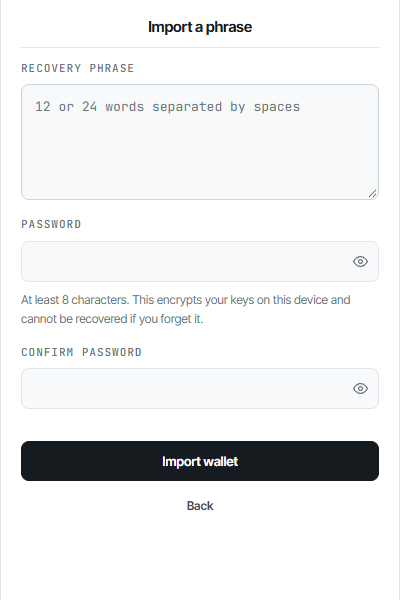 Import a phrase
RECOVERY PHRASE
12 or 24 words separated by spaces
PASSWORD
At least 8 characters. This encrypts your keys on this device and
cannot be recovered if you forget it.
CONFIRM PASSWORD
Import wallet
Back